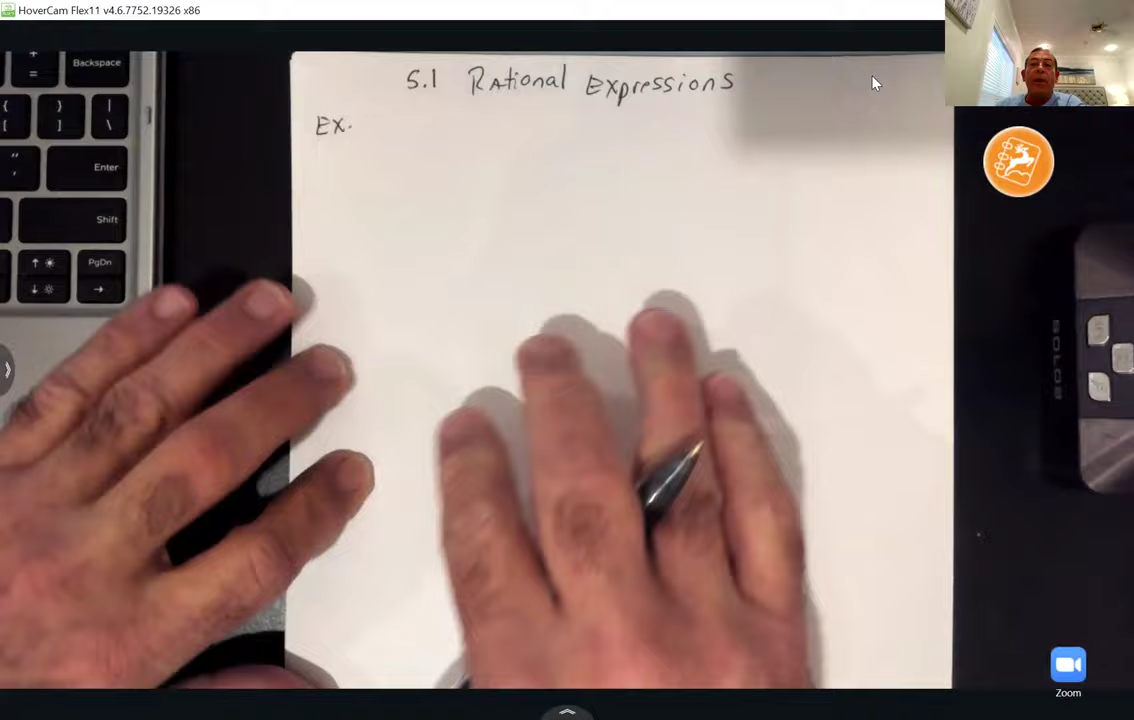 HoverCam Flex11 v4.6.7752.19326 x86
5.1 Rational Expressions
Ex.
+
=
Backspace
{
[
}
]
|
\
"
'
Enter
Shift
PgDn
Zoom